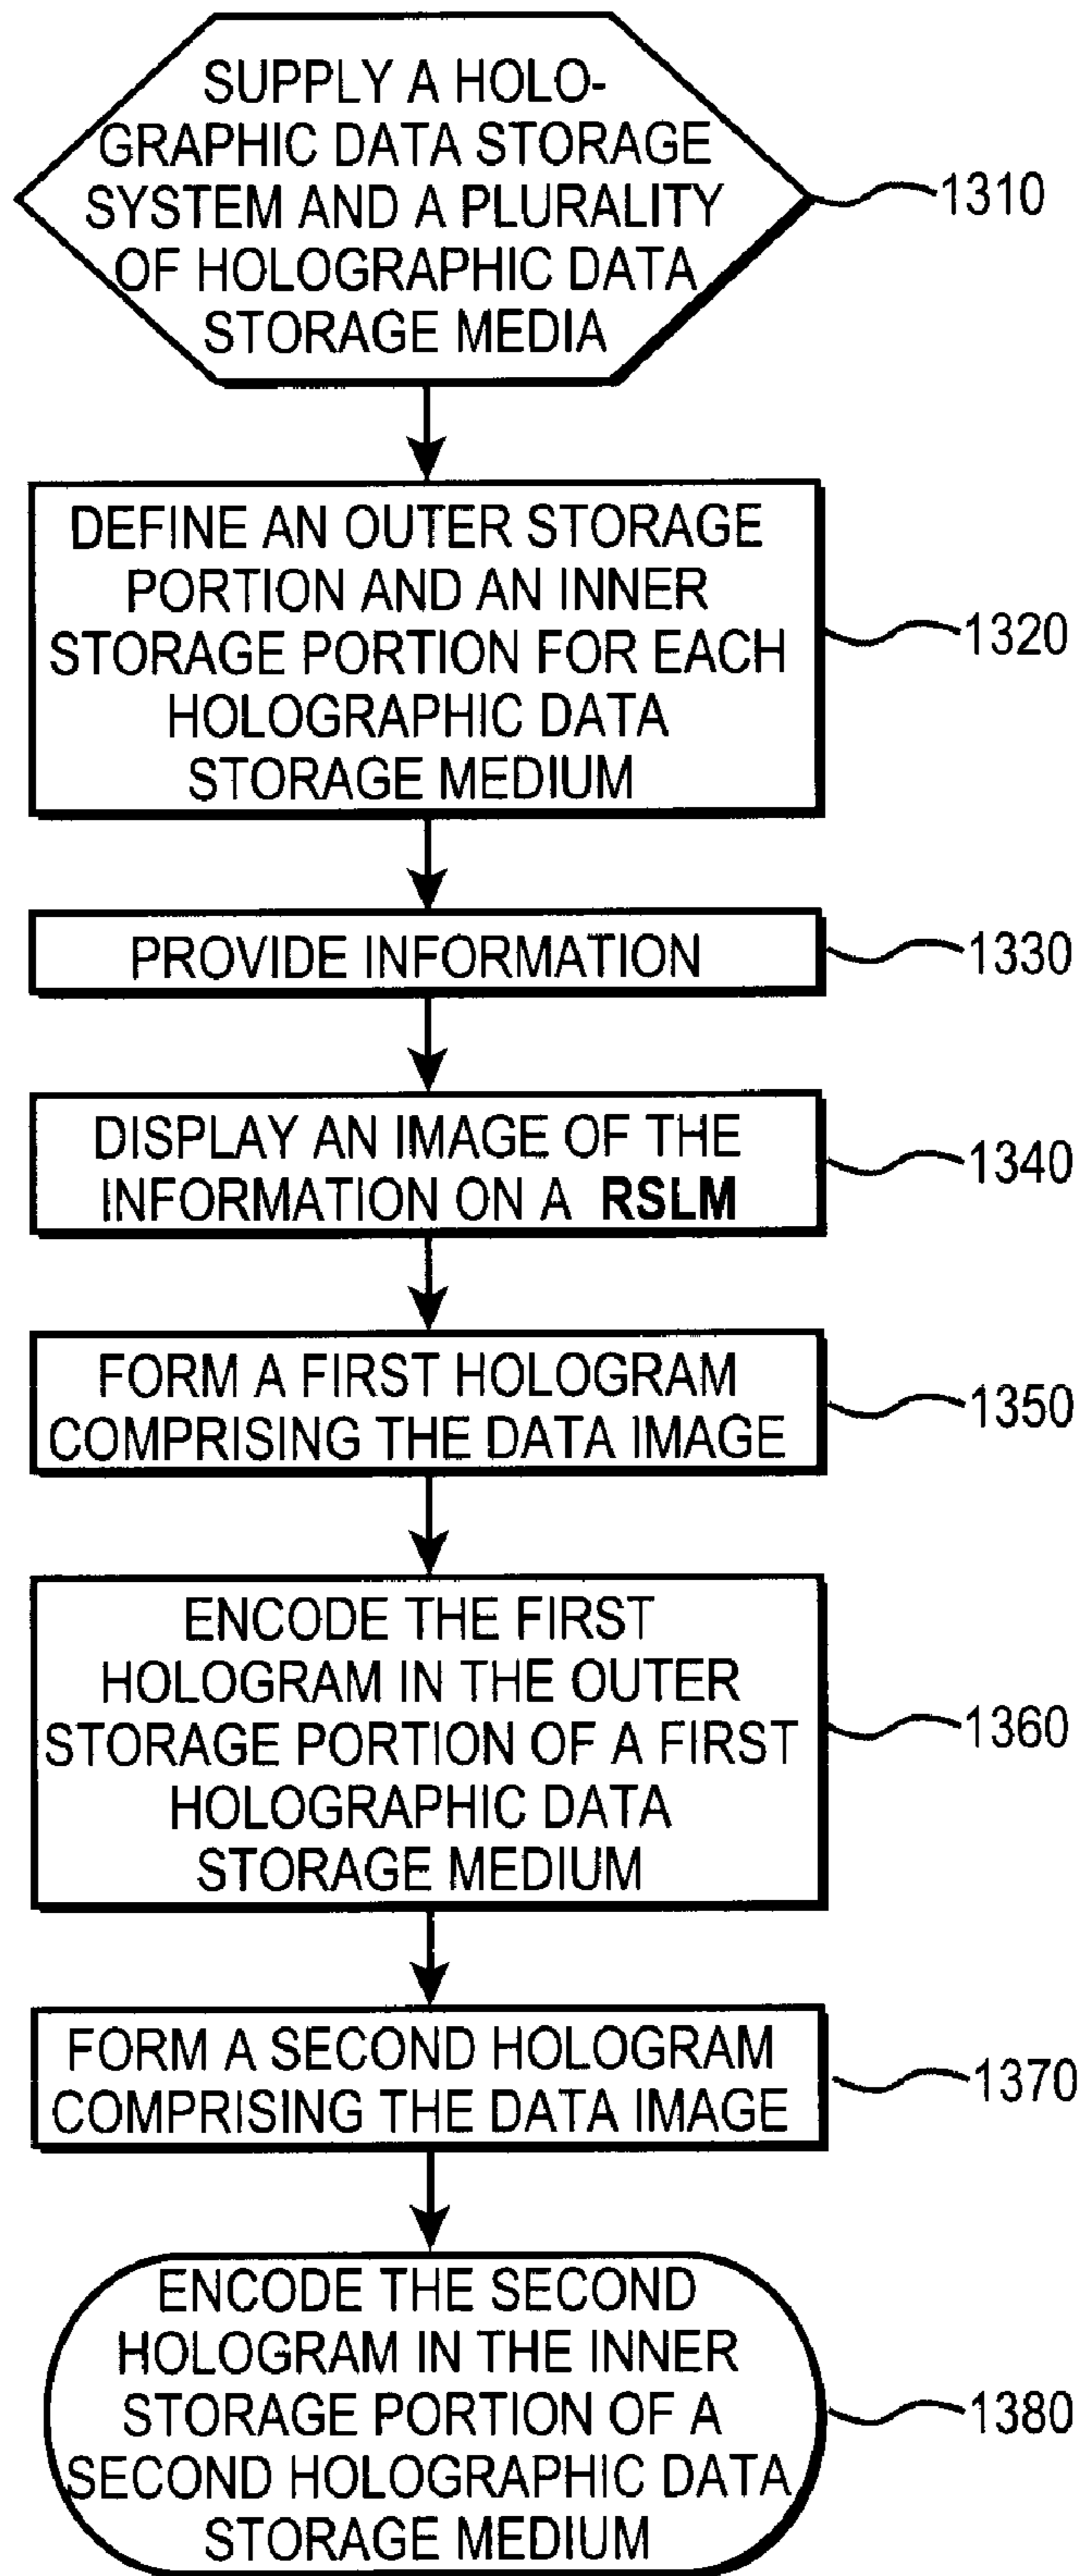 SUPPLY A HOLO-
GRAPHIC DATA STORAGE
SYSTEM AND A PLURALITY
OF HOLOGRAPHIC DATA
STORAGE MEDIA
1310
DEFINE AN OUTER STORAGE
PORTION AND AN INNER
STORAGE PORTION FOR EACH
HOLOGRAPHIC DATA
STORAGE MEDIUM
1320
PROVIDE INFORMATION
1330
DISPLAY AN IMAGE OF THE
INFORMATION ON A RSLM
1340
FORM A FIRST HOLOGRAM
COMPRISING THE DATA IMAGE
1350
ENCODE THE FIRST
HOLOGRAM IN THE OUTER
STORAGE PORTION OF A FIRST
HOLOGRAPHIC DATA
STORAGE MEDIUM
1360
FORM A SECOND HOLOGRAM
COMPRISING THE DATA IMAGE
1370
ENCODE THE SECOND
HOLOGRAM IN THE INNER
STORAGE PORTION OF A
SECOND HOLOGRAPHIC DATA
STORAGE MEDIUM
1380